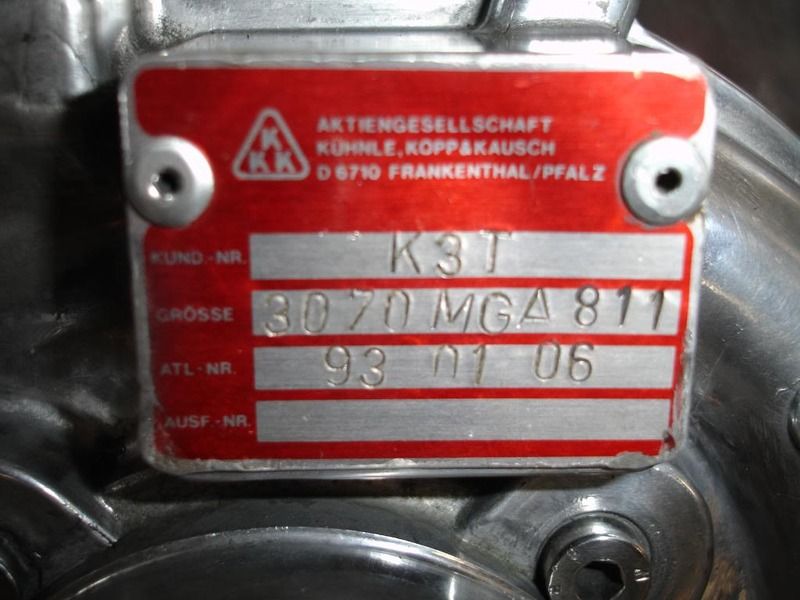 K
KK
AKTIENGESELLSCHAFT
KÜHNLE, KOPP&KAUSCH
D 6710 FRANKENTHAL/PFALZ
KUND.-NR. K3T
GRÖSSE 3070 MGA 811
ATL-NR. 93 01 06
AUSF.-NR.